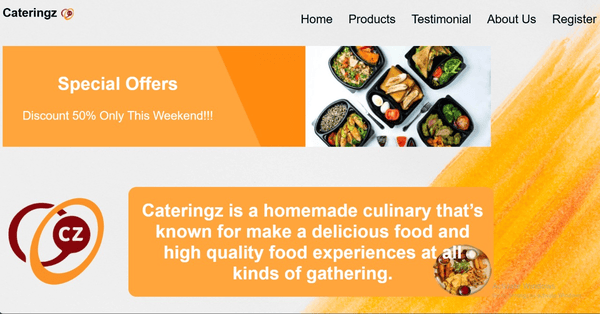 Cateringz
Home Products Testimonial About Us Register
Special Offers
Discount 50% Only This Weekend!!!
CZ
Cateringz is a homemade culinary that's
known for make a delicious food and
high quality food experiences at all
kinds of gathering.